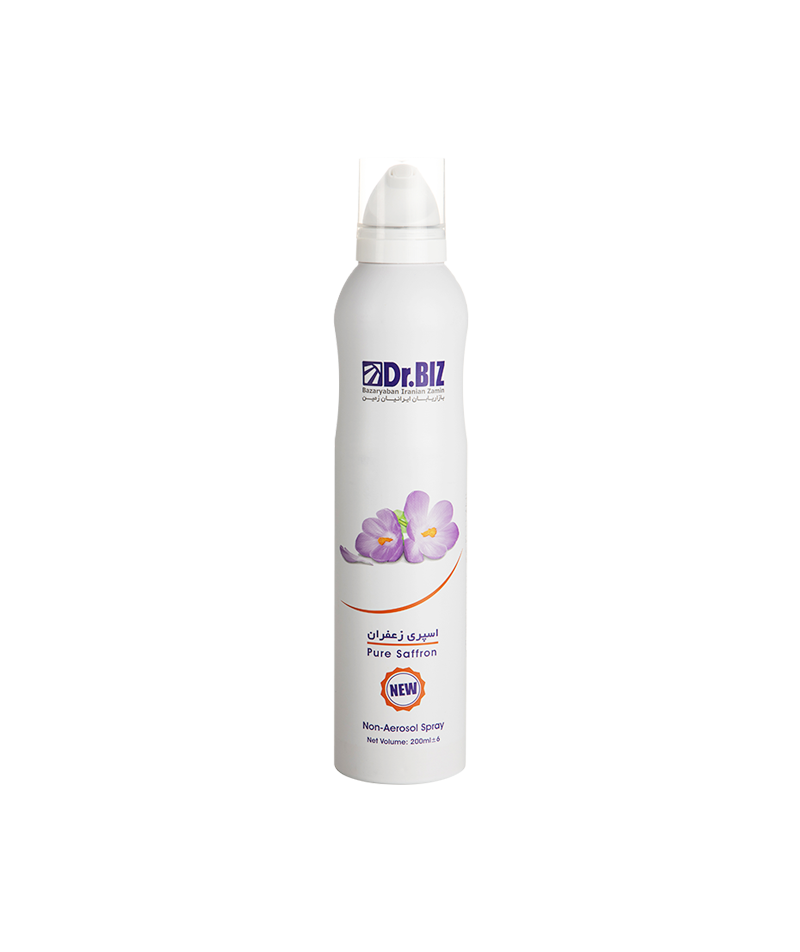 Dr.BIZ
Bazaryaban Iranian Zamin
بازاریابان ایرانیان زمین
اسپری زعفران
Pure Saffron
NEW
Non-Aerosol Spray
Net Volume: 200ml±6